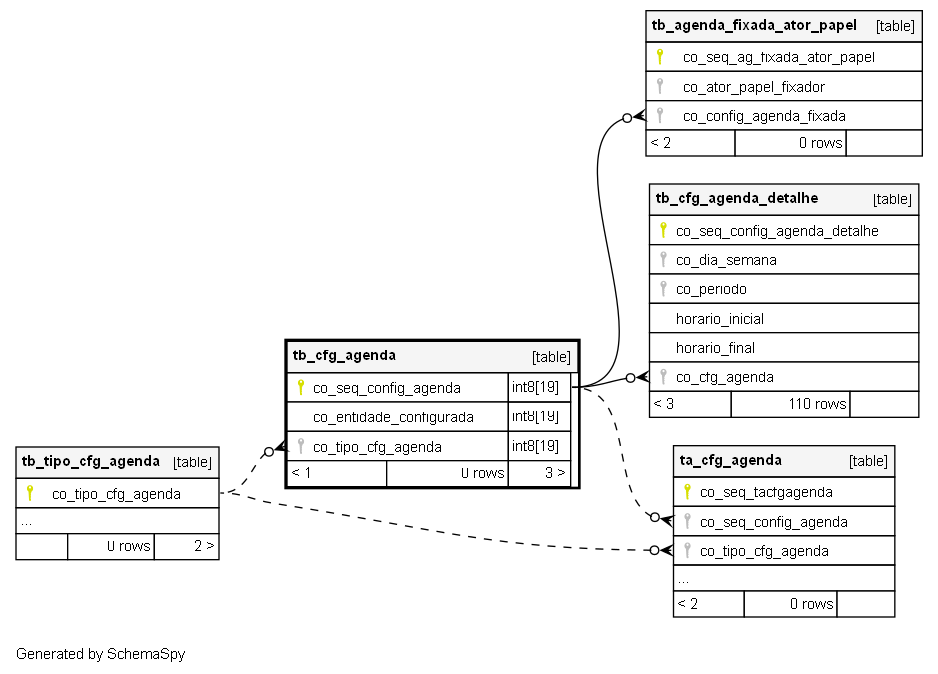 tb_agenda_fixada_ator_papel [table]
co_seq_ag_fixada_ator_papel
co_ator_papel_fixador
co_config_agenda_fixada
< 2 0 rows
tb_cfg_agenda_detalhe [table]
co_seq_config_agenda_detalhe
co_dia_semana
co_periodo
horario_inicial
horario_final
co_cfg_agenda
< 3 110 rows
tb_cfg_agenda [table]
co_seq_config_agenda int8[19]
co_entidade_configurada int8[19]
co_tipo_cfg_agenda int8[19]
< 1 0 rows 3 >
tb_tipo_cfg_agenda [table]
co_tipo_cfg_agenda
...
0 rows 2 >
ta_cfg_agenda [table]
co_seq_tacfgagenda
co_seq_config_agenda
co_tipo_cfg_agenda
...
< 2 0 rows
Generated by SchemaSpy